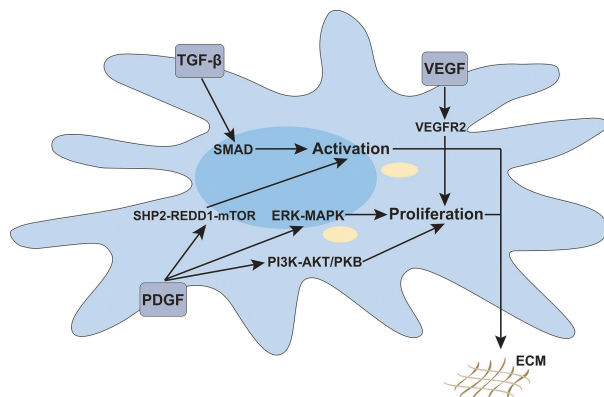 TGF-β
VEGF
VEGFR2
SMAD
Activation
SHP2-REDD1-mTOR
ERK-MAPK
Proliferation
PI3K-AKT/PKB
PDGF
ECM